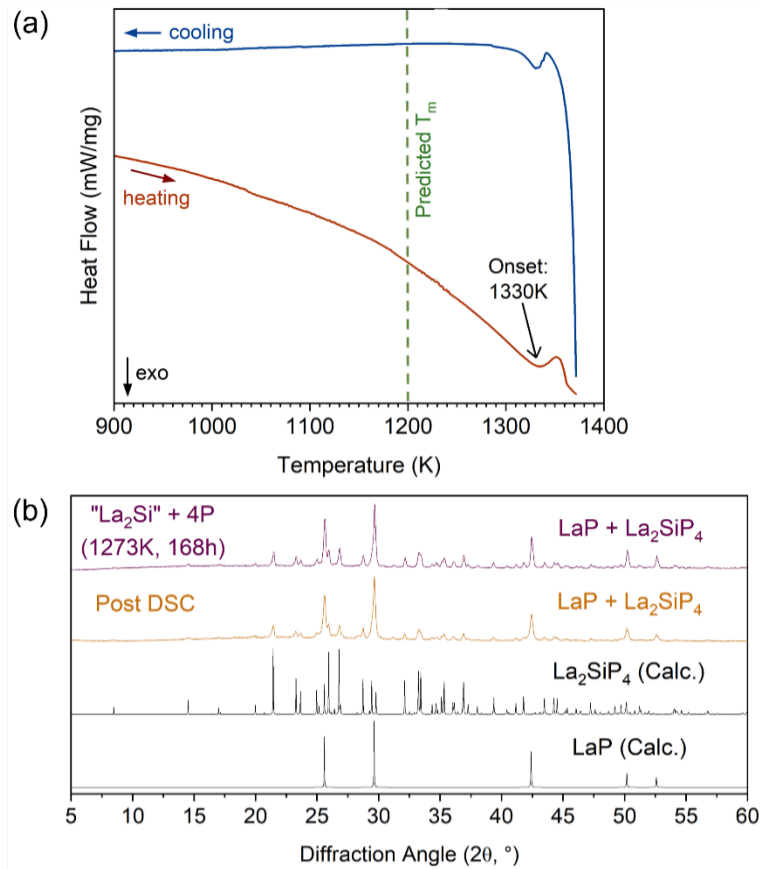 (a)
cooling
heating
Predicted Tm
Onset:
1330K
exo
Heat Flow (mW/mg)
900 1000 1100 1200 1300 1400
Temperature (K)
(b)
"La2Si" + 4P
(1273K, 168h)
LaP + La2SiP4
Post DSC
LaP + La2SiP4
La2SiP4 (Calc.)
LaP (Calc.)
5 10 15 20 25 30 35 40 45 50 55 60
Diffraction Angle (2θ, °)